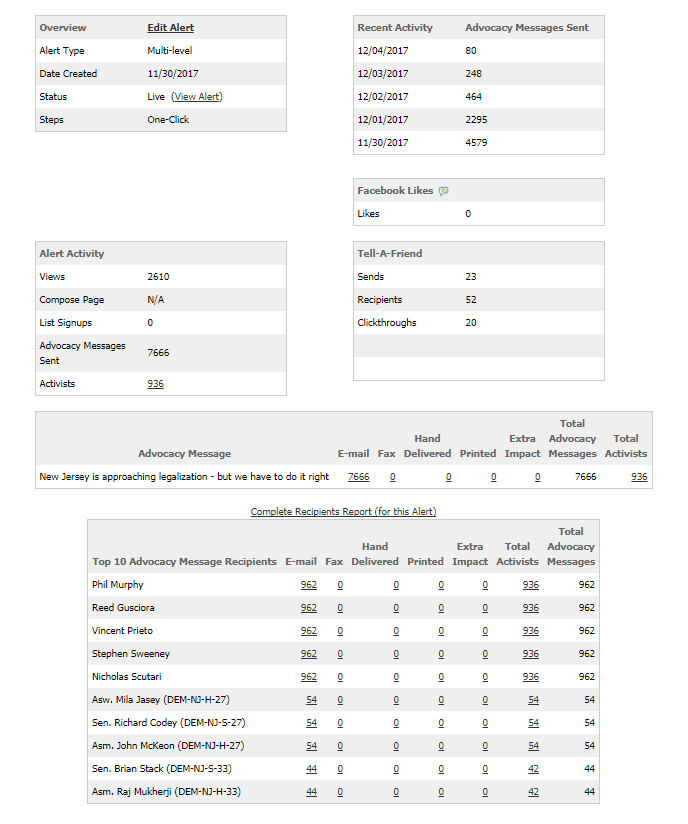 Overview Edit Alert
Alert Type Multi-level
Date Created 11/30/2017
Status Live (View Alert)
Steps One-Click
Recent Activity Advocacy Messages Sent
12/04/2017 80
12/03/2017 248
12/02/2017 464
12/01/2017 2295
11/30/2017 4579
Facebook Likes
Likes 0
Alert Activity
Views 2610
Compose Page N/A
List Signups 0
Advocacy Messages
Sent 7666
Activists 936
Tell-A-Friend
Sends 23
Recipients 52
Clickthroughs 20
Advocacy Message E-mail Fax Hand Delivered Printed Extra Impact Total Advocacy Messages Total Activists
New Jersey is approaching legalization - but we have to do it right 7666 0 0 0 0 7666 936
Complete Recipients Report (for this Alert)
Top 10 Advocacy Message Recipients E-mail Fax Hand Delivered Printed Extra Impact Total Activists Total Advocacy Messages
Phil Murphy 962 0 0 0 0 936 962
Reed Gusciora 962 0 0 0 0 936 962
Vincent Prieto 962 0 0 0 0 936 962
Stephen Sweeney 962 0 0 0 0 936 962
Nicholas Scutari 962 0 0 0 0 936 962
Asw. Mila Jasey (DEM-NJ-H-27) 54 0 0 0 0 54 54
Sen. Richard Codey (DEM-NJ-S-27) 54 0 0 0 0 54 54
Asm. John McKeon (DEM-NJ-H-27) 54 0 0 0 0 54 54
Sen. Brian Stack (DEM-NJ-S-33) 44 0 0 0 0 42 44
Asm. Raj Mukherji (DEM-NJ-H-33) 44 0 0 0 0 42 44